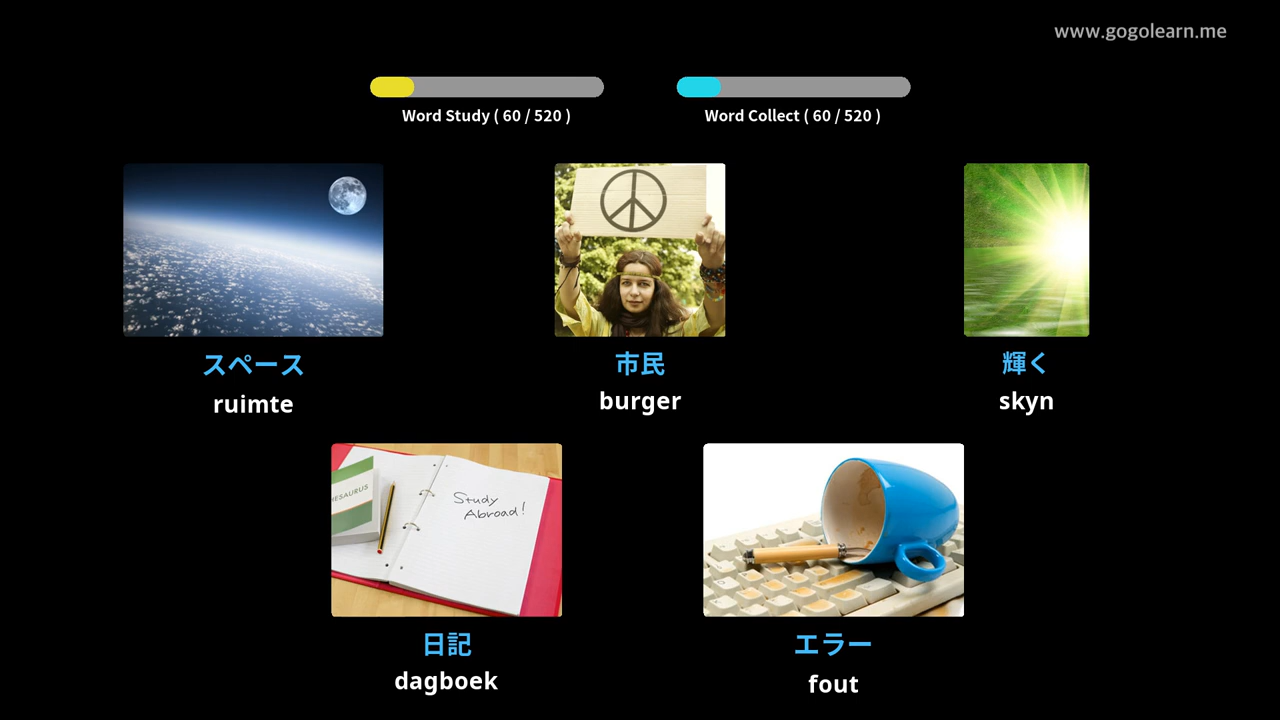 www.gogolearn.me
Word Study ( 60 / 520 )
Word Collect ( 60 / 520 )
スペース
ruimte
市民
burger
輝く
skyn
THESAURUS
Study
Abroad!
日記
dagboek
エラー
fout